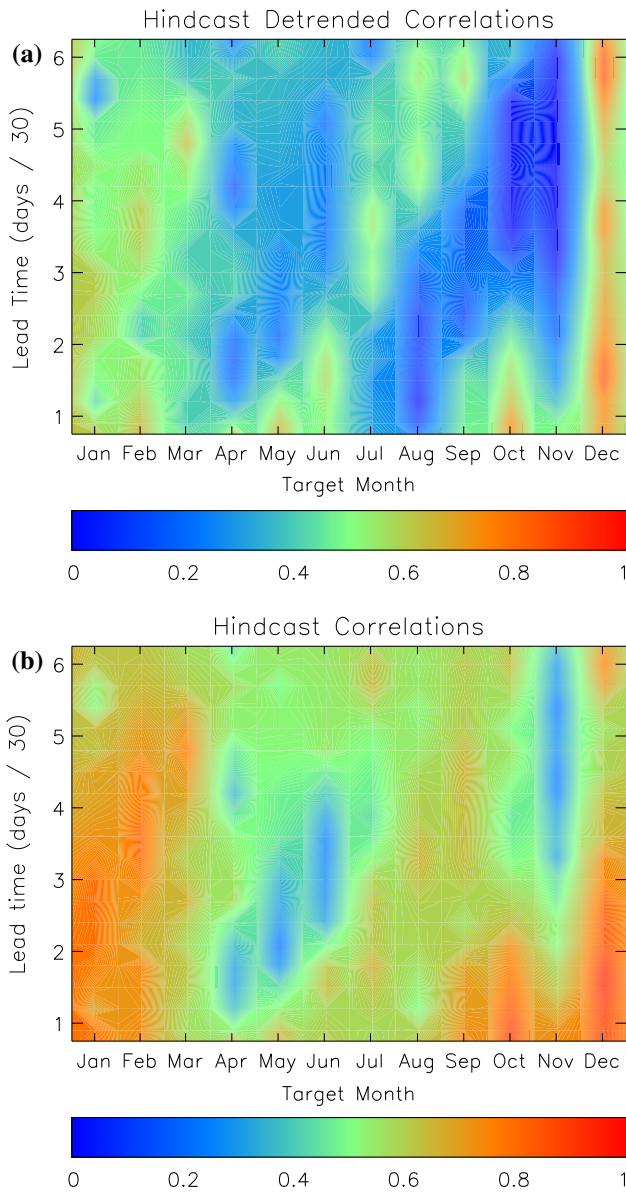 Hindcast Detrended Correlations
(a)
6
5
4
3
2
1
Lead Time (days / 30)
Jan Feb Mar Apr May Jun Jul Aug Sep Oct Nov Dec
Target Month
0 0.2 0.4 0.6 0.8 1
Hindcast Correlations
(b)
6
5
4
3
2
1
Lead time (days / 30)
Jan Feb Mar Apr May Jun Jul Aug Sep Oct Nov Dec
Target Month
0 0.2 0.4 0.6 0.8 1